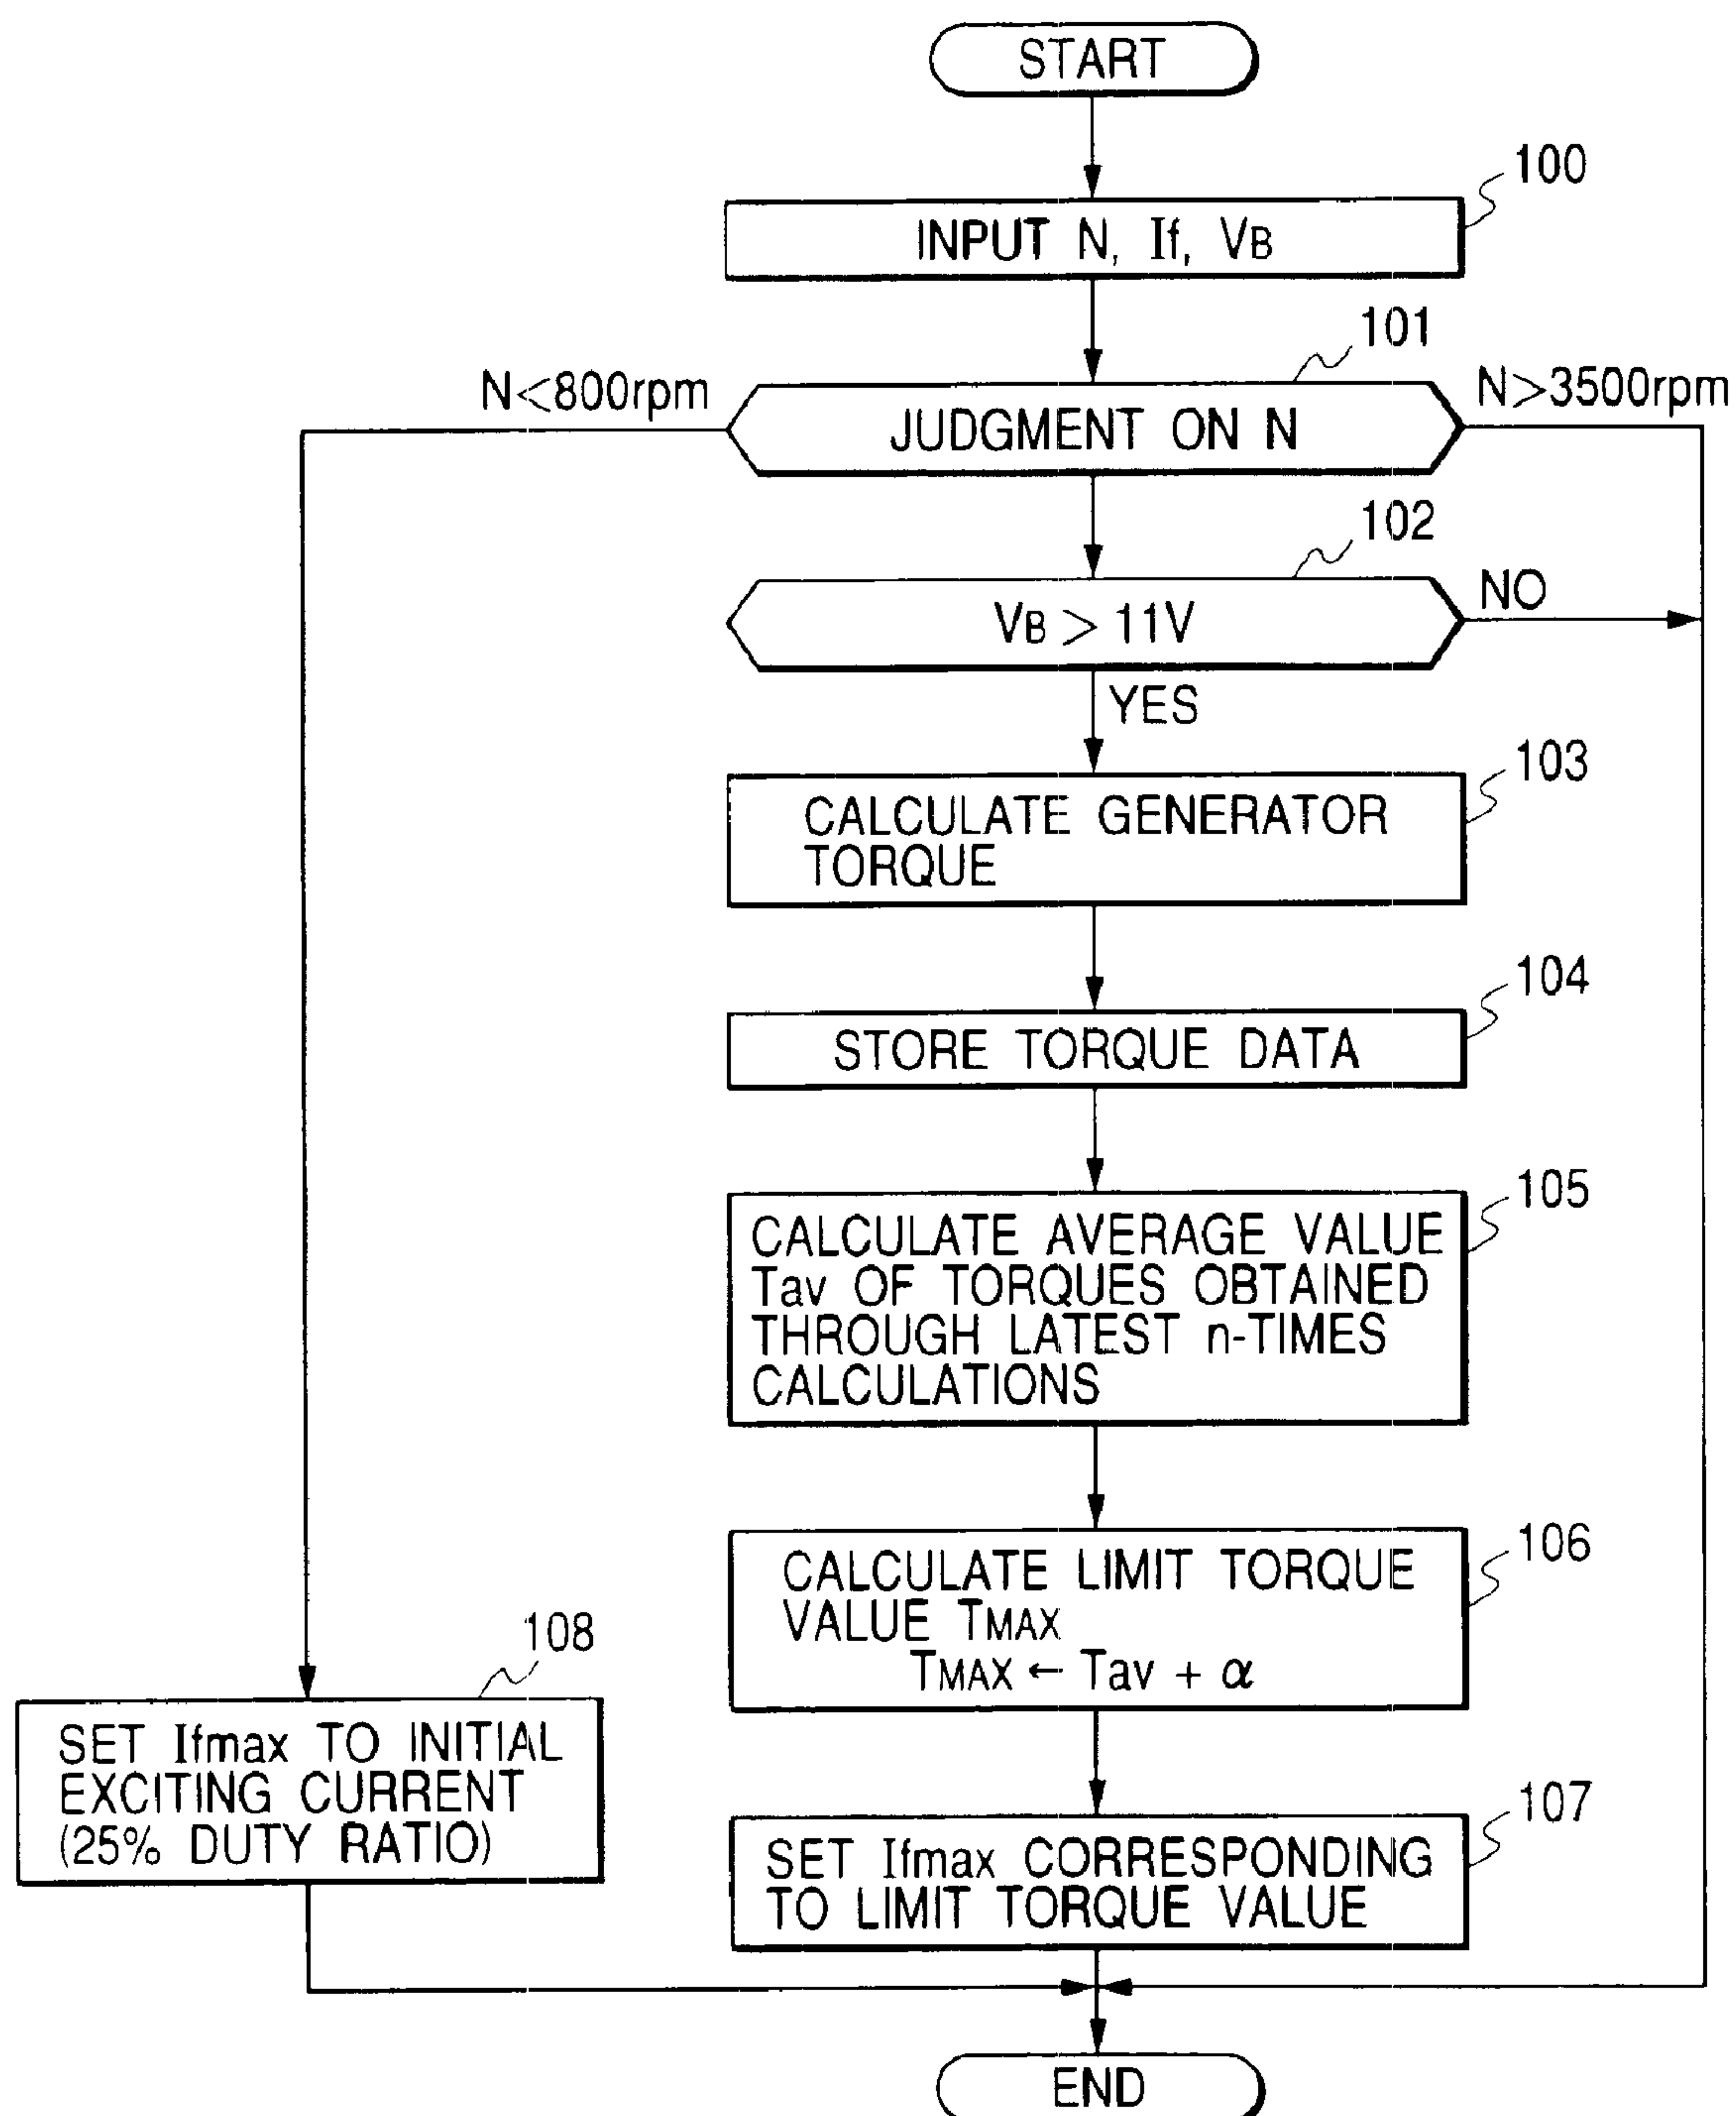 START
100
INPUT N, If, VB
101
N<800rpm
N>3500rpm
JUDGMENT ON N
102
VB > 11V
NO
YES
103
CALCULATE GENERATOR
TORQUE
104
STORE TORQUE DATA
105
CALCULATE AVERAGE VALUE
Tav OF TORQUES OBTAINED
THROUGH LATEST n-TIMES
CALCULATIONS
106
CALCULATE LIMIT TORQUE
VALUE TMAX
TMAX ← Tav + α
108
SET Ifmax TO INITIAL
EXCITING CURRENT
(25% DUTY RATIO)
107
SET Ifmax CORRESPONDING
TO LIMIT TORQUE VALUE
END